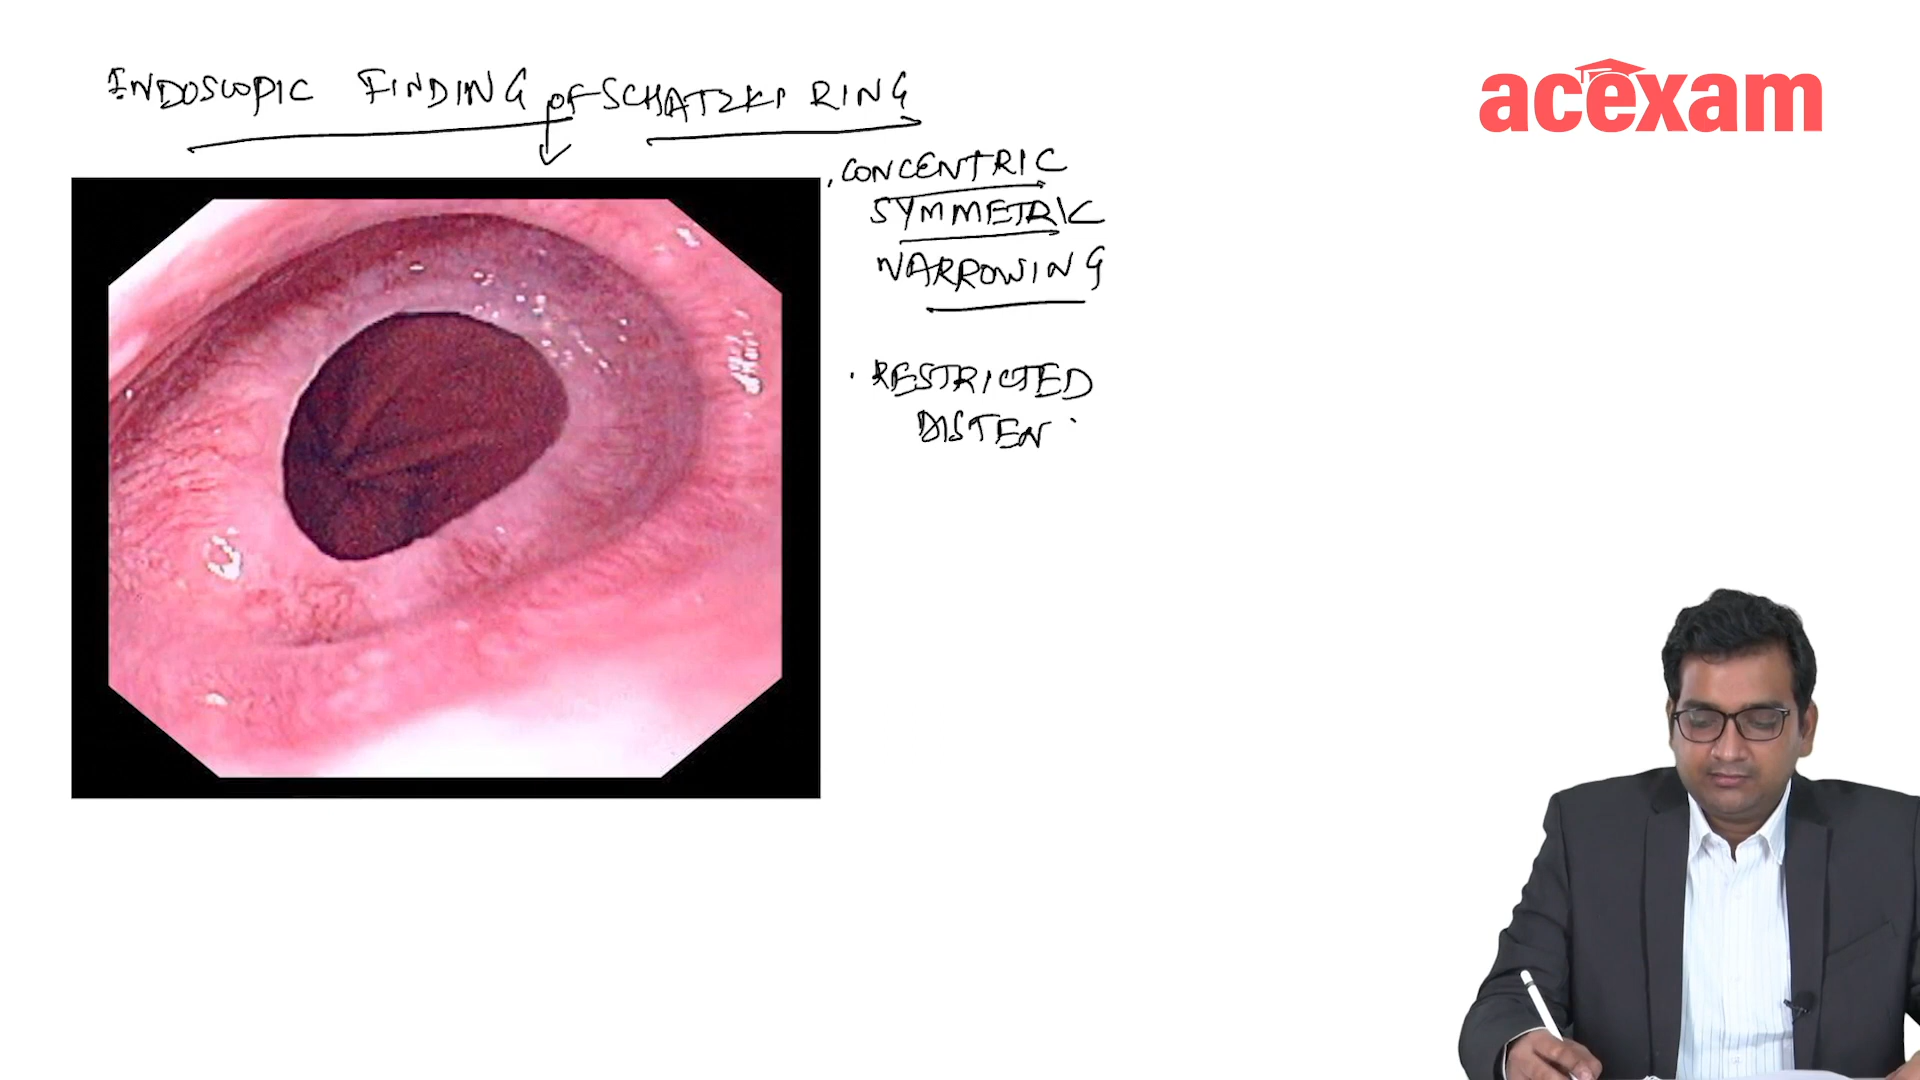 ENDOSCOPIC FINDING OF SCHATZKI RING
acexam
. CONCENTRIC
SYMMETRIC
NARROWING
. RESTRICTED
DISTEN